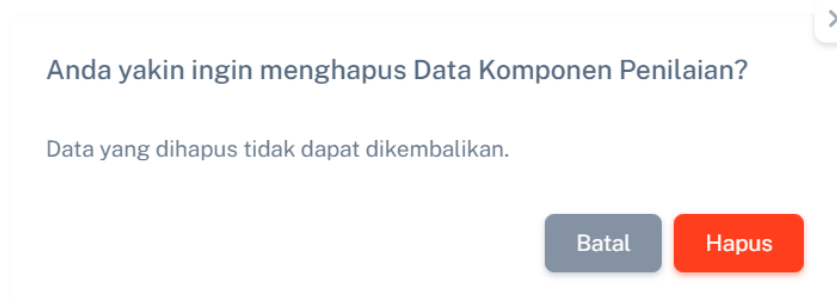 Anda yakin ingin menghapus Data Komponen Penilaian?
Data yang dihapus tidak dapat dikembalikan.
Batal
Hapus